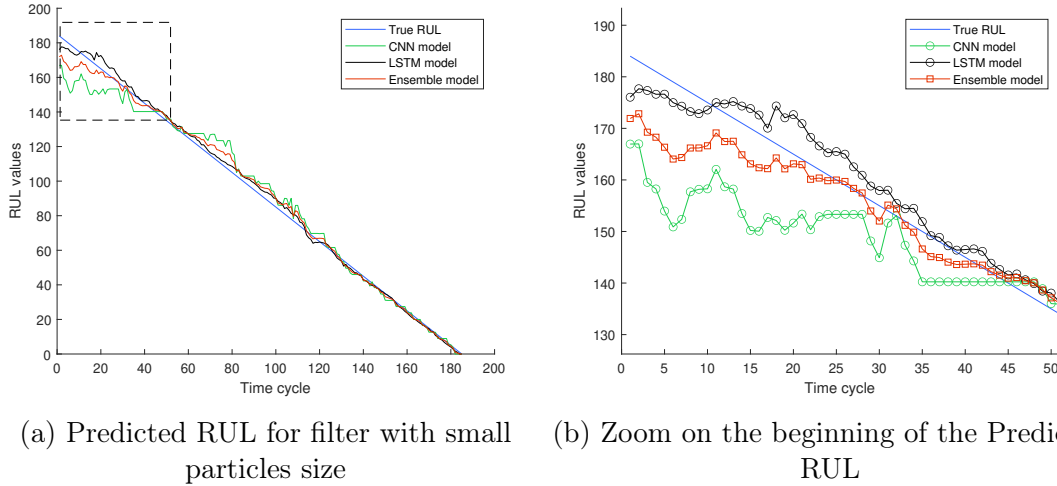 200
180
160
140
120
100
80
60
40
20
0
RUL values
0 20 40 60 80 100 120 140 160 180 200
Time cycle
True RUL
CNN model
LSTM model
Ensemble model
(a) Predicted RUL for filter with small
particles size
190
180
170
160
150
140
130
RUL values
0 5 10 15 20 25 30 35 40 45 50
Time cycle
True RUL
CNN model
LSTM model
Ensemble model
(b) Zoom on the beginning of the Predic
RUL